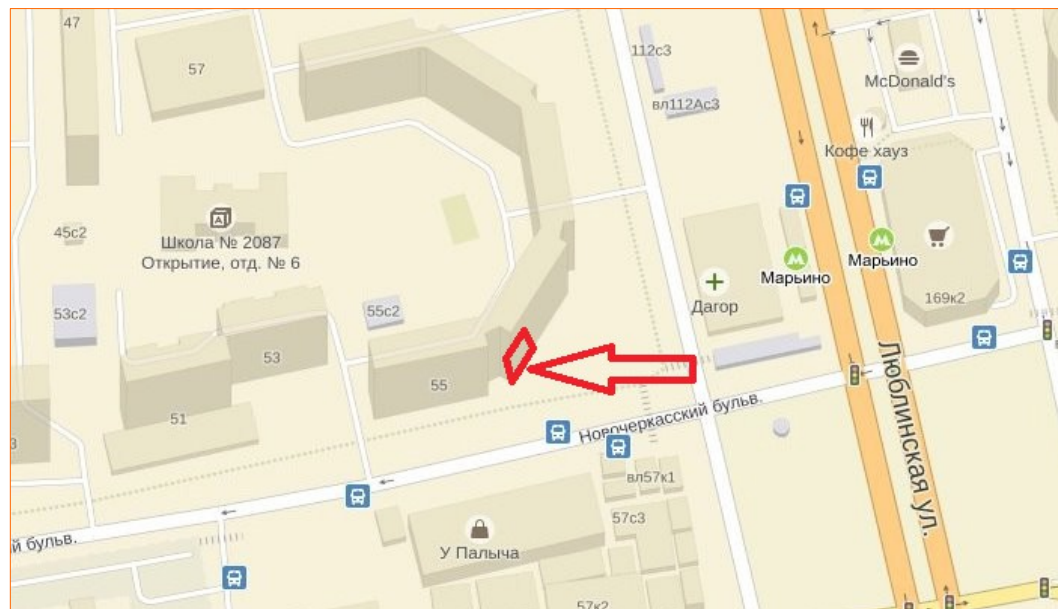 47
57
112с3
вл112Ас3
McDonald's
Кофе хауз
45с2
Школа № 2087
Открытие, отд. № 6
Марьино
Марьино
Дагор
169к2
53с2
55с2
53
55
51
3
Люблинская ул.
Новочеркасский бульв.
вл57к1
57с3
У Палыча
й бульв.
57к2